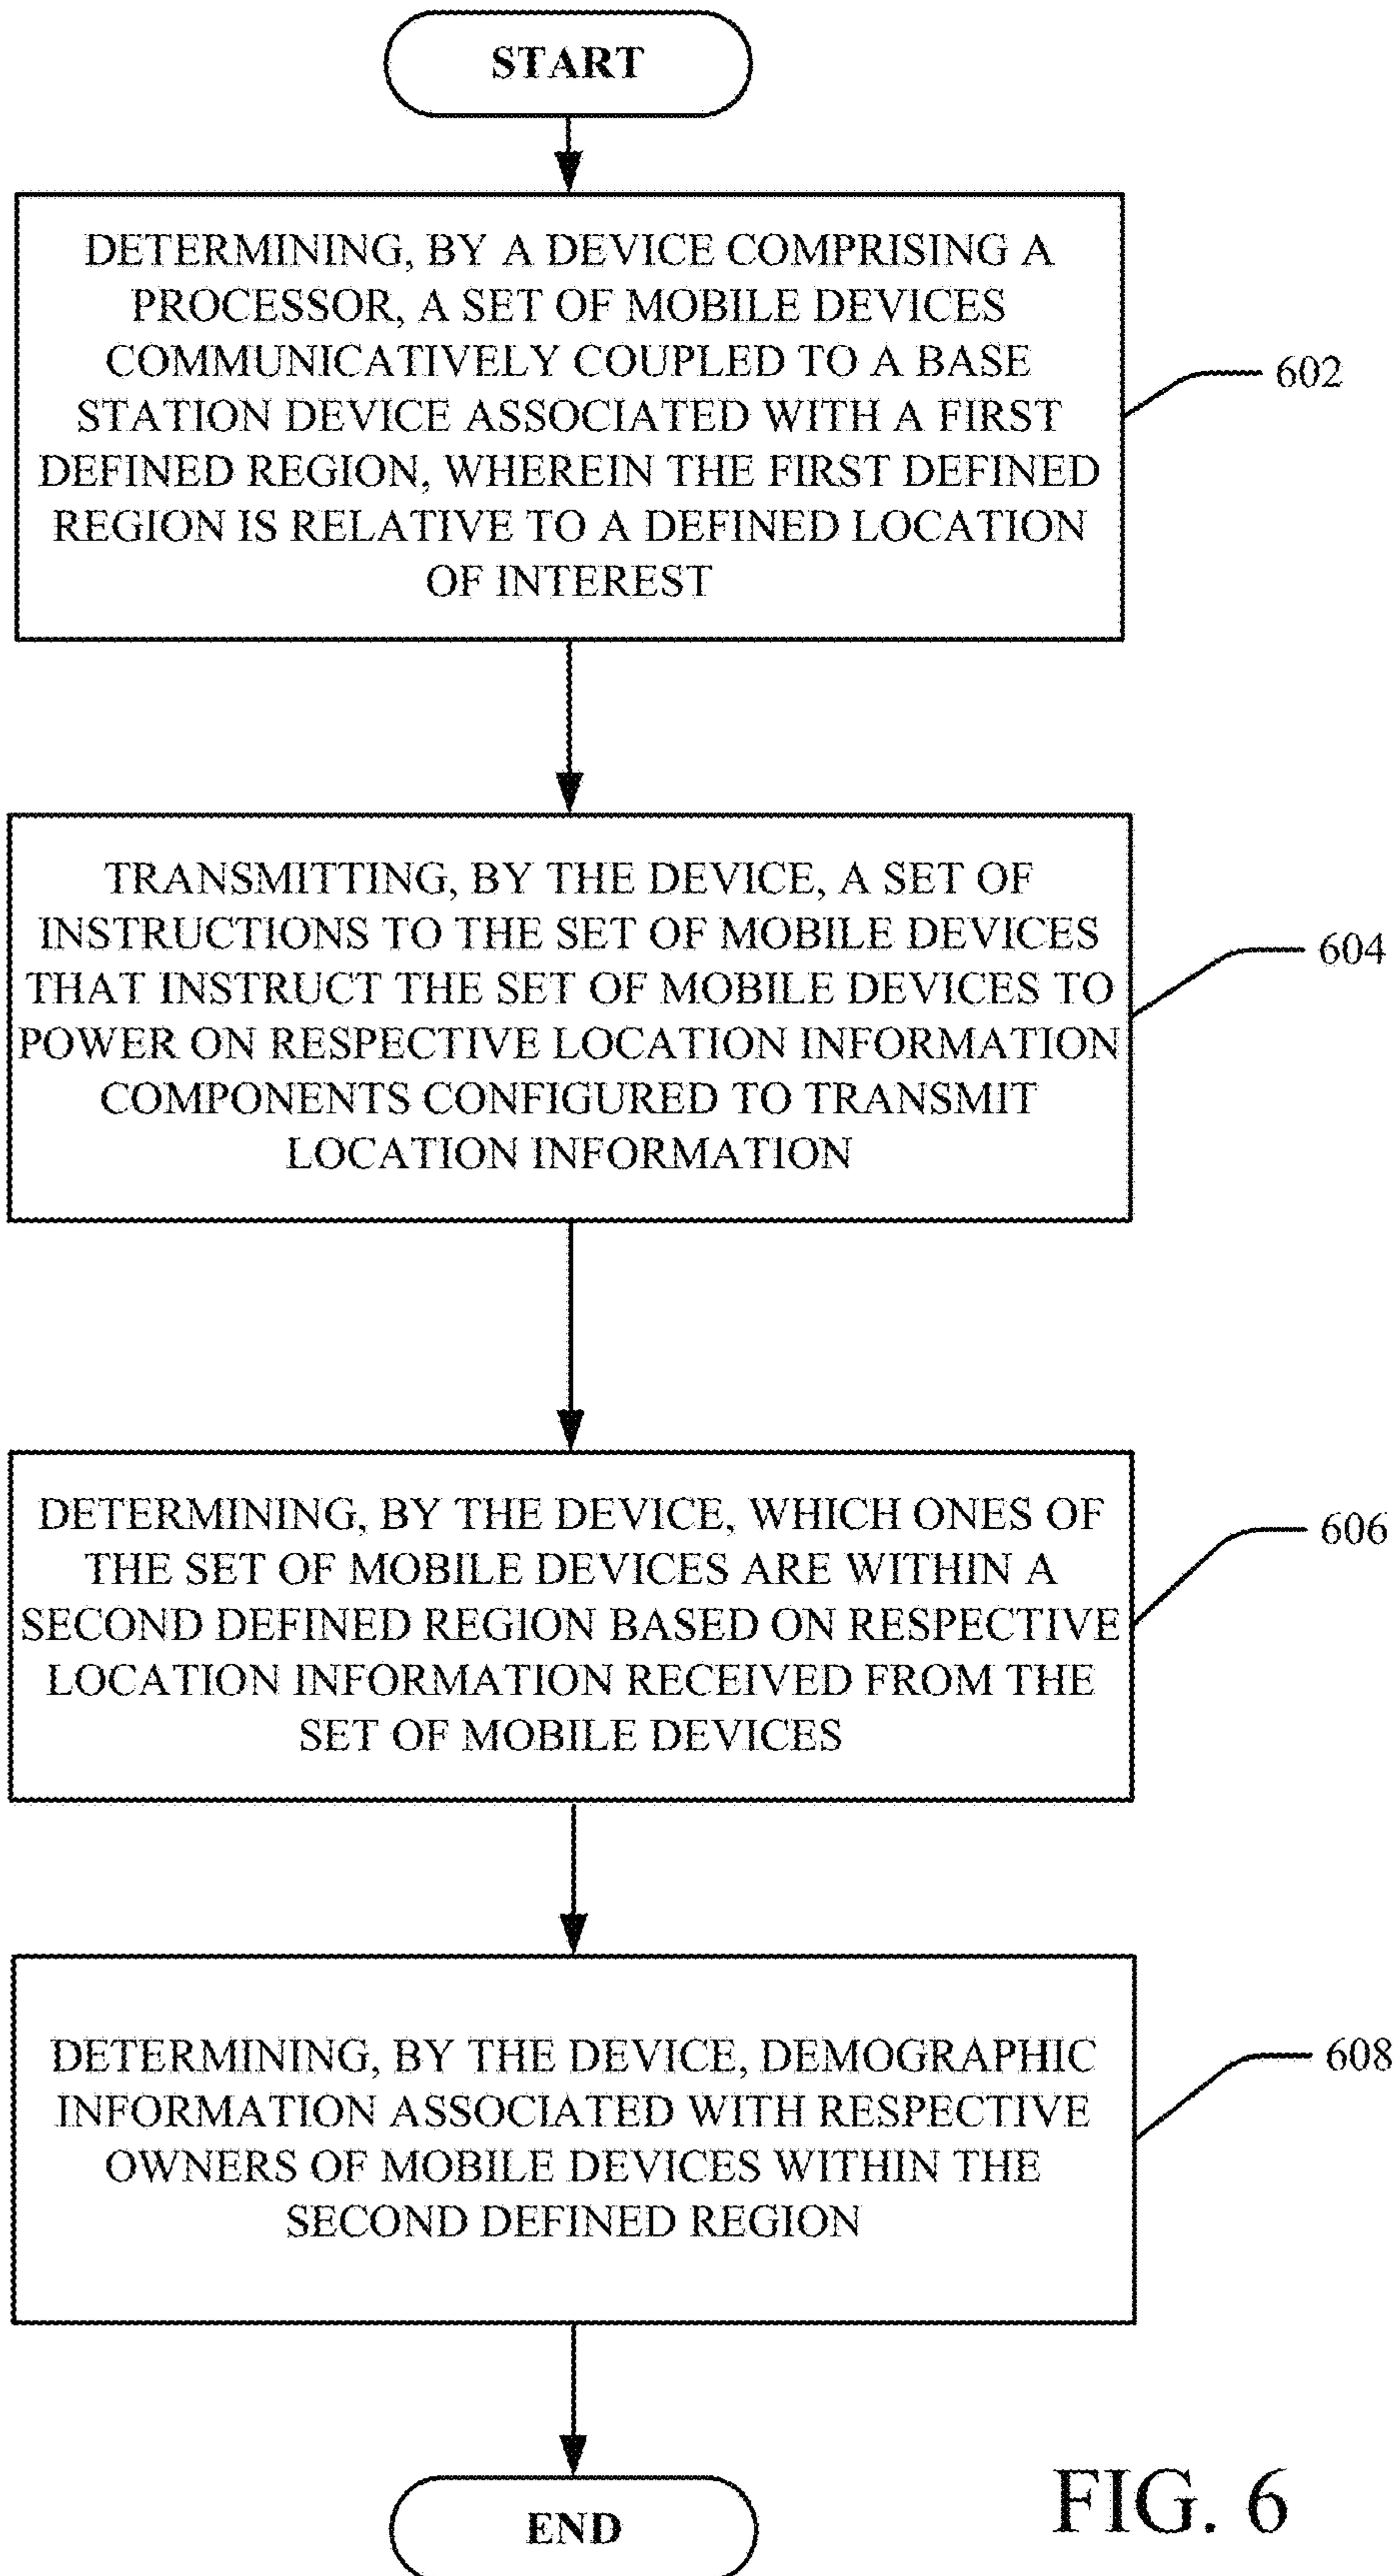 START
DETERMINING, BY A DEVICE COMPRISING A
PROCESSOR, A SET OF MOBILE DEVICES
COMMUNICATIVELY COUPLED TO A BASE
STATION DEVICE ASSOCIATED WITH A FIRST
DEFINED REGION, WHEREIN THE FIRST DEFINED
REGION IS RELATIVE TO A DEFINED LOCATION
OF INTEREST
602
TRANSMITTING, BY THE DEVICE, A SET OF
INSTRUCTIONS TO THE SET OF MOBILE DEVICES
THAT INSTRUCT THE SET OF MOBILE DEVICES TO
POWER ON RESPECTIVE LOCATION INFORMATION
COMPONENTS CONFIGURED TO TRANSMIT
LOCATION INFORMATION
604
DETERMINING, BY THE DEVICE, WHICH ONES OF
THE SET OF MOBILE DEVICES ARE WITHIN A
SECOND DEFINED REGION BASED ON RESPECTIVE
LOCATION INFORMATION RECEIVED FROM THE
SET OF MOBILE DEVICES
606
DETERMINING, BY THE DEVICE, DEMOGRAPHIC
INFORMATION ASSOCIATED WITH RESPECTIVE
OWNERS OF MOBILE DEVICES WITHIN THE
SECOND DEFINED REGION
608
END
FIG. 6